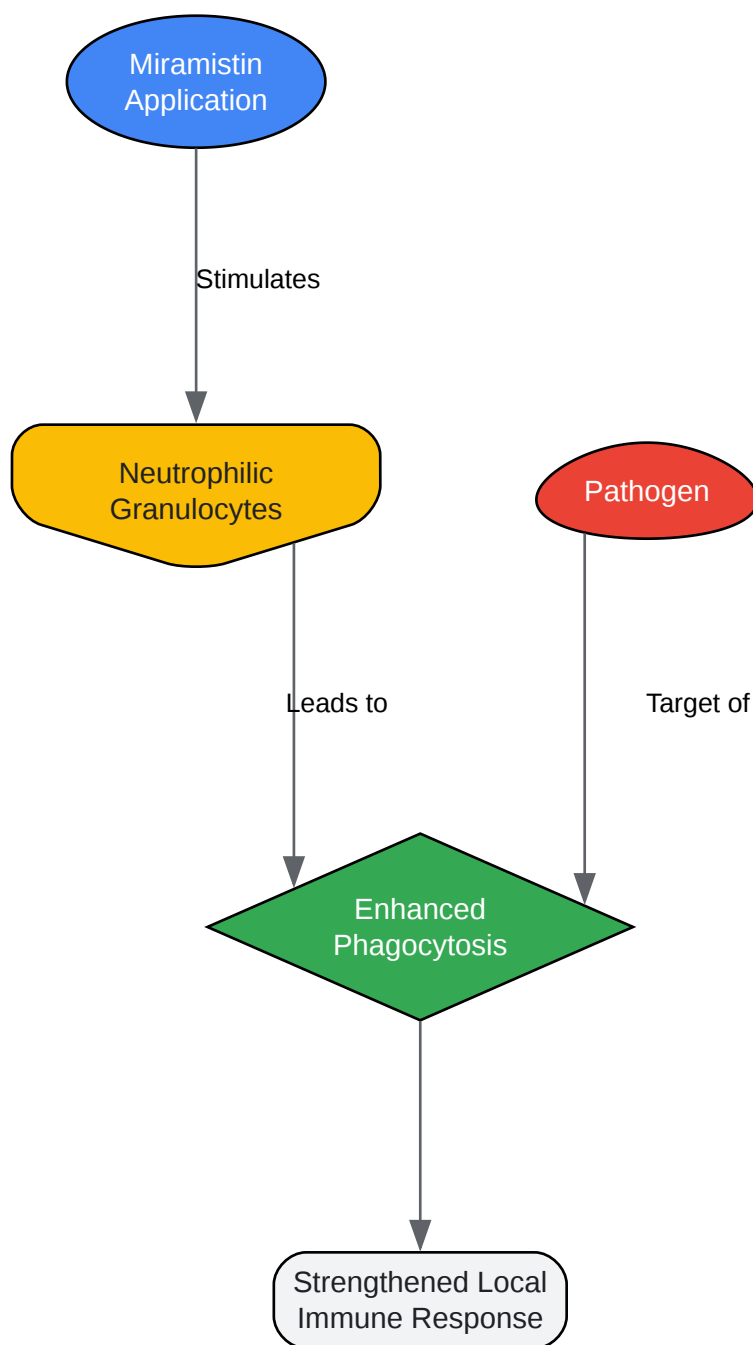 Miramistin
Application
Stimulates
Neutrophilic
Granulocytes
Pathogen
Leads to
Target of
Enhanced
Phagocytosis
Strengthened Local
Immune Response